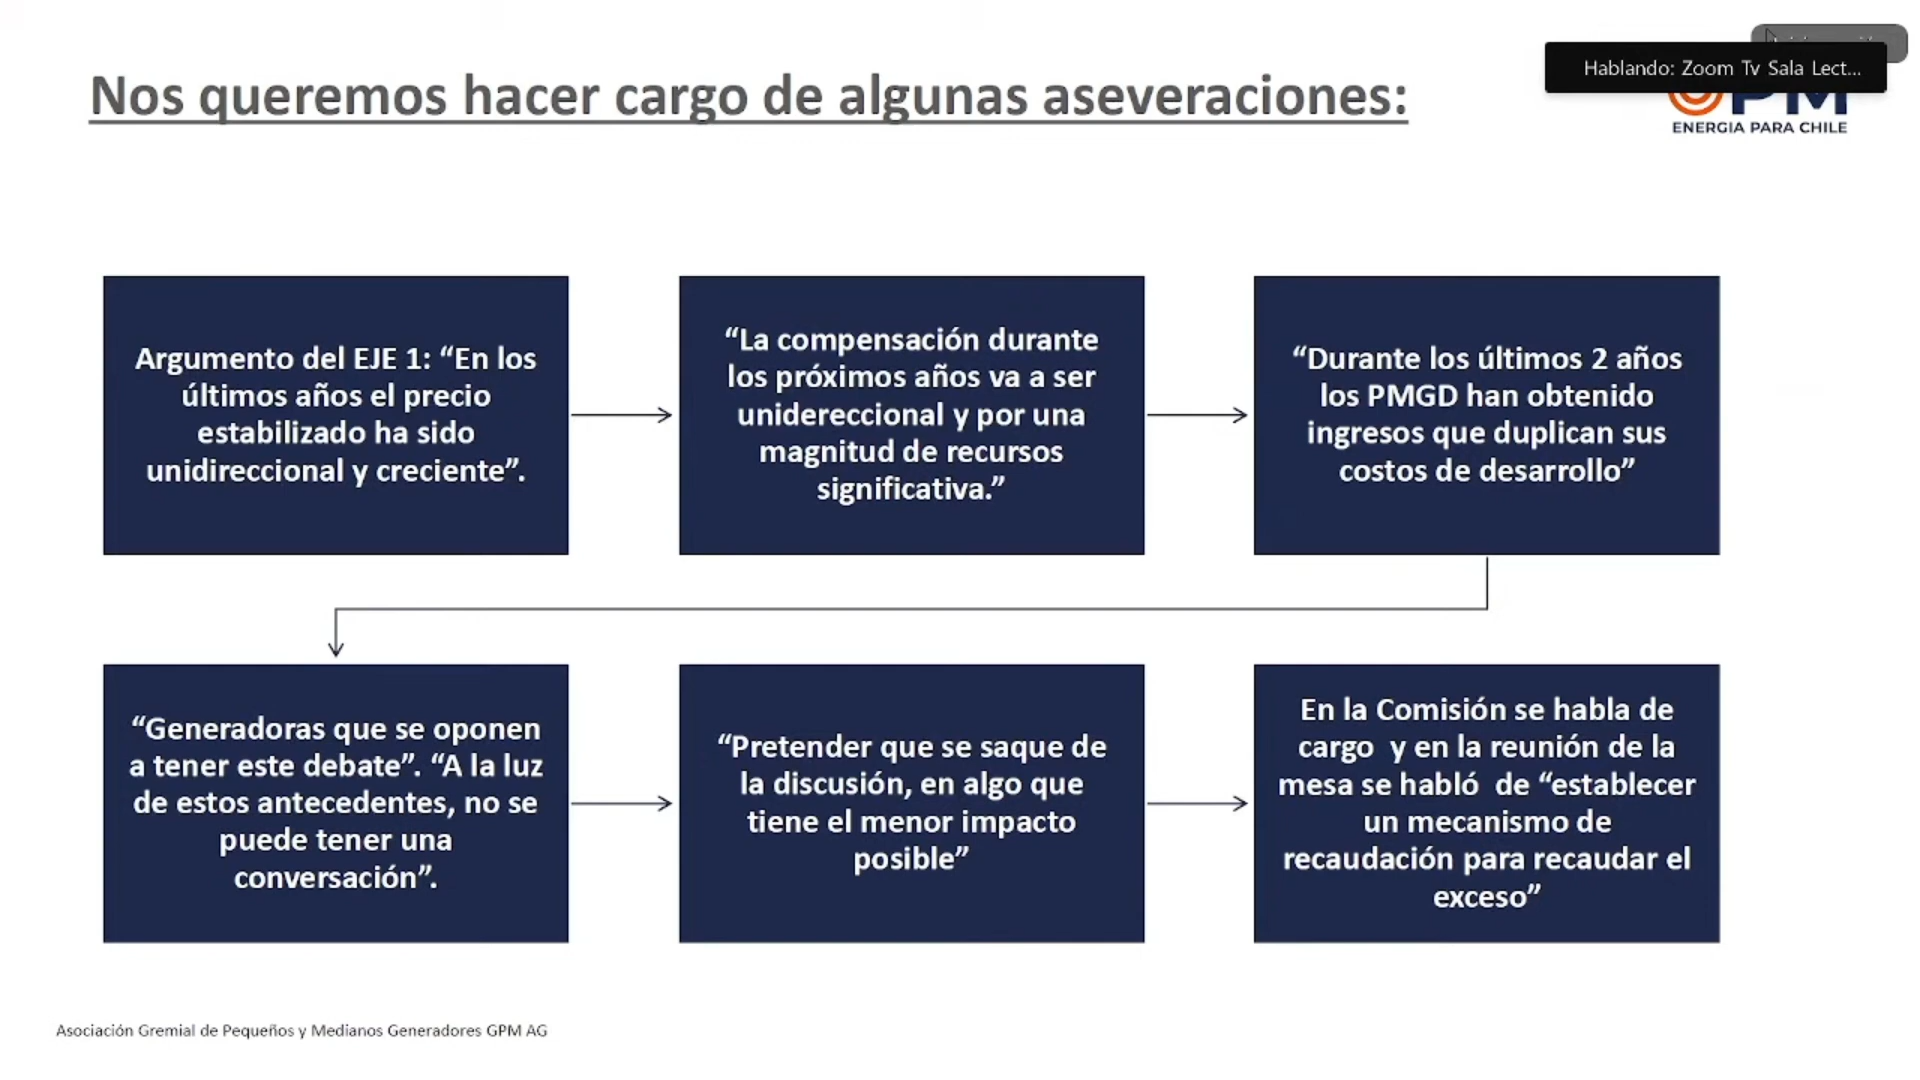 Nos queremos hacer cargo de algunas aseveraciones:
Hablando: Zoom Tv Sala Lect...
GPM
ENERGIA PARA CHILE
Argumento del EJE 1: “En los
últimos años el precio
estabilizado ha sido
unidireccional y creciente”.
“La compensación durante
los próximos años va a ser
unidereccional y por una
magnitud de recursos
significativa.”
“Durante los últimos 2 años
los PMGD han obtenido
ingresos que duplican sus
costos de desarrollo”
“Generadoras que se oponen
a tener este debate”. “A la luz
de estos antecedentes, no se
puede tener una
conversación”.
“Pretender que se saque de
la discusión, en algo que
tiene el menor impacto
posible”
En la Comisión se habla de
cargo  y en la reunión de la
mesa se habló  de “establecer
un mecanismo de
recaudación para recaudar el
exceso”
Asociación Gremial de Pequeños y Medianos Generadores GPM AG